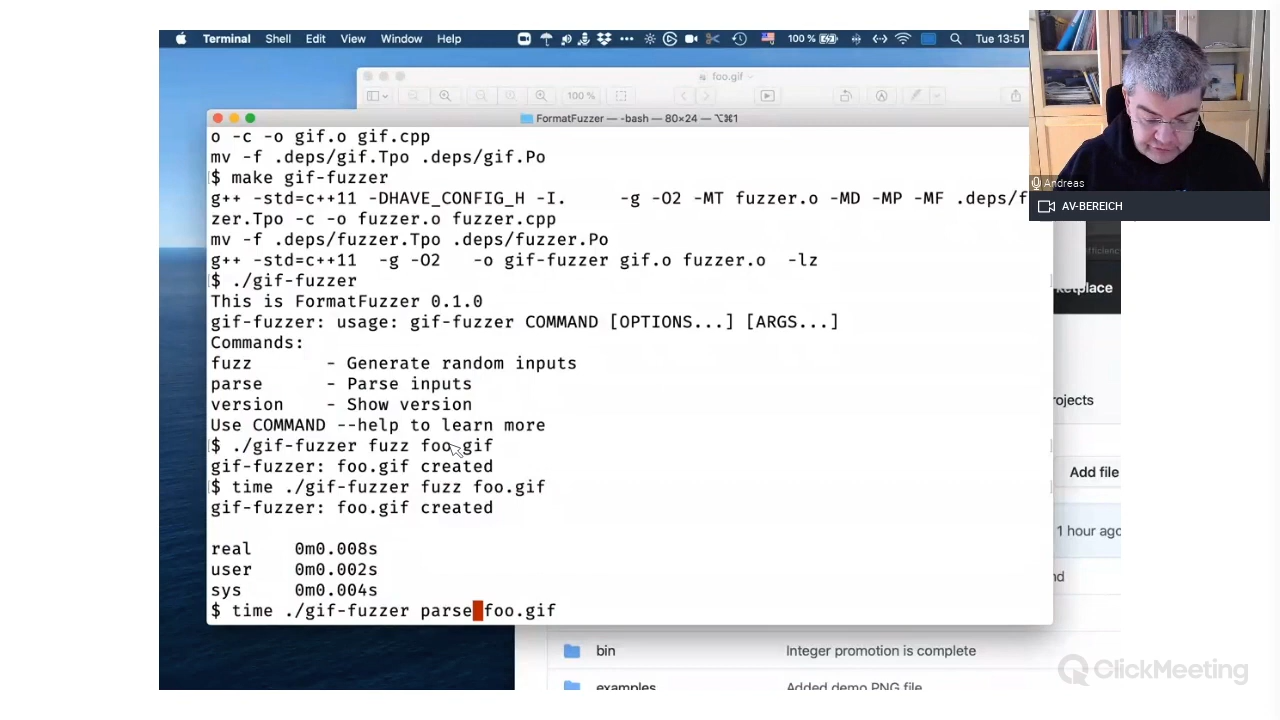 Terminal Shell Edit View Window Help 100% Tue 13:51
foo.gif
100%
FormatFuzzer — -bash — 80×24 — ⌥⌘1
o -c -o gif.o gif.cpp
mv -f .deps/gif.Tpo .deps/gif.Po
$ make gif-fuzzer
g++ -std=c++11 -DHAVE_CONFIG_H -I. -g -O2 -MT fuzzer.o -MD -MP -MF .deps/f
zer.Tpo -c -o fuzzer.o fuzzer.cpp
mv -f .deps/fuzzer.Tpo .deps/fuzzer.Po
g++ -std=c++11 -g -O2 -o gif-fuzzer gif.o fuzzer.o -lz
$ ./gif-fuzzer
This is FormatFuzzer 0.1.0
gif-fuzzer: usage: gif-fuzzer COMMAND [OPTIONS...] [ARGS...]
Commands:
fuzz - Generate random inputs
parse - Parse inputs
version - Show version
Use COMMAND --help to learn more
$ ./gif-fuzzer fuzz foo.gif
gif-fuzzer: foo.gif created
$ time ./gif-fuzzer fuzz foo.gif
gif-fuzzer: foo.gif created
real 0m0.008s
user 0m0.002s
sys 0m0.004s
$ time ./gif-fuzzer parse foo.gif
Andreas
AV-BEREICH
ketplace
rojects
Add file
1 hour ago
nd
bin Integer promotion is complete
examples Added demo PNG file
ClickMeeting